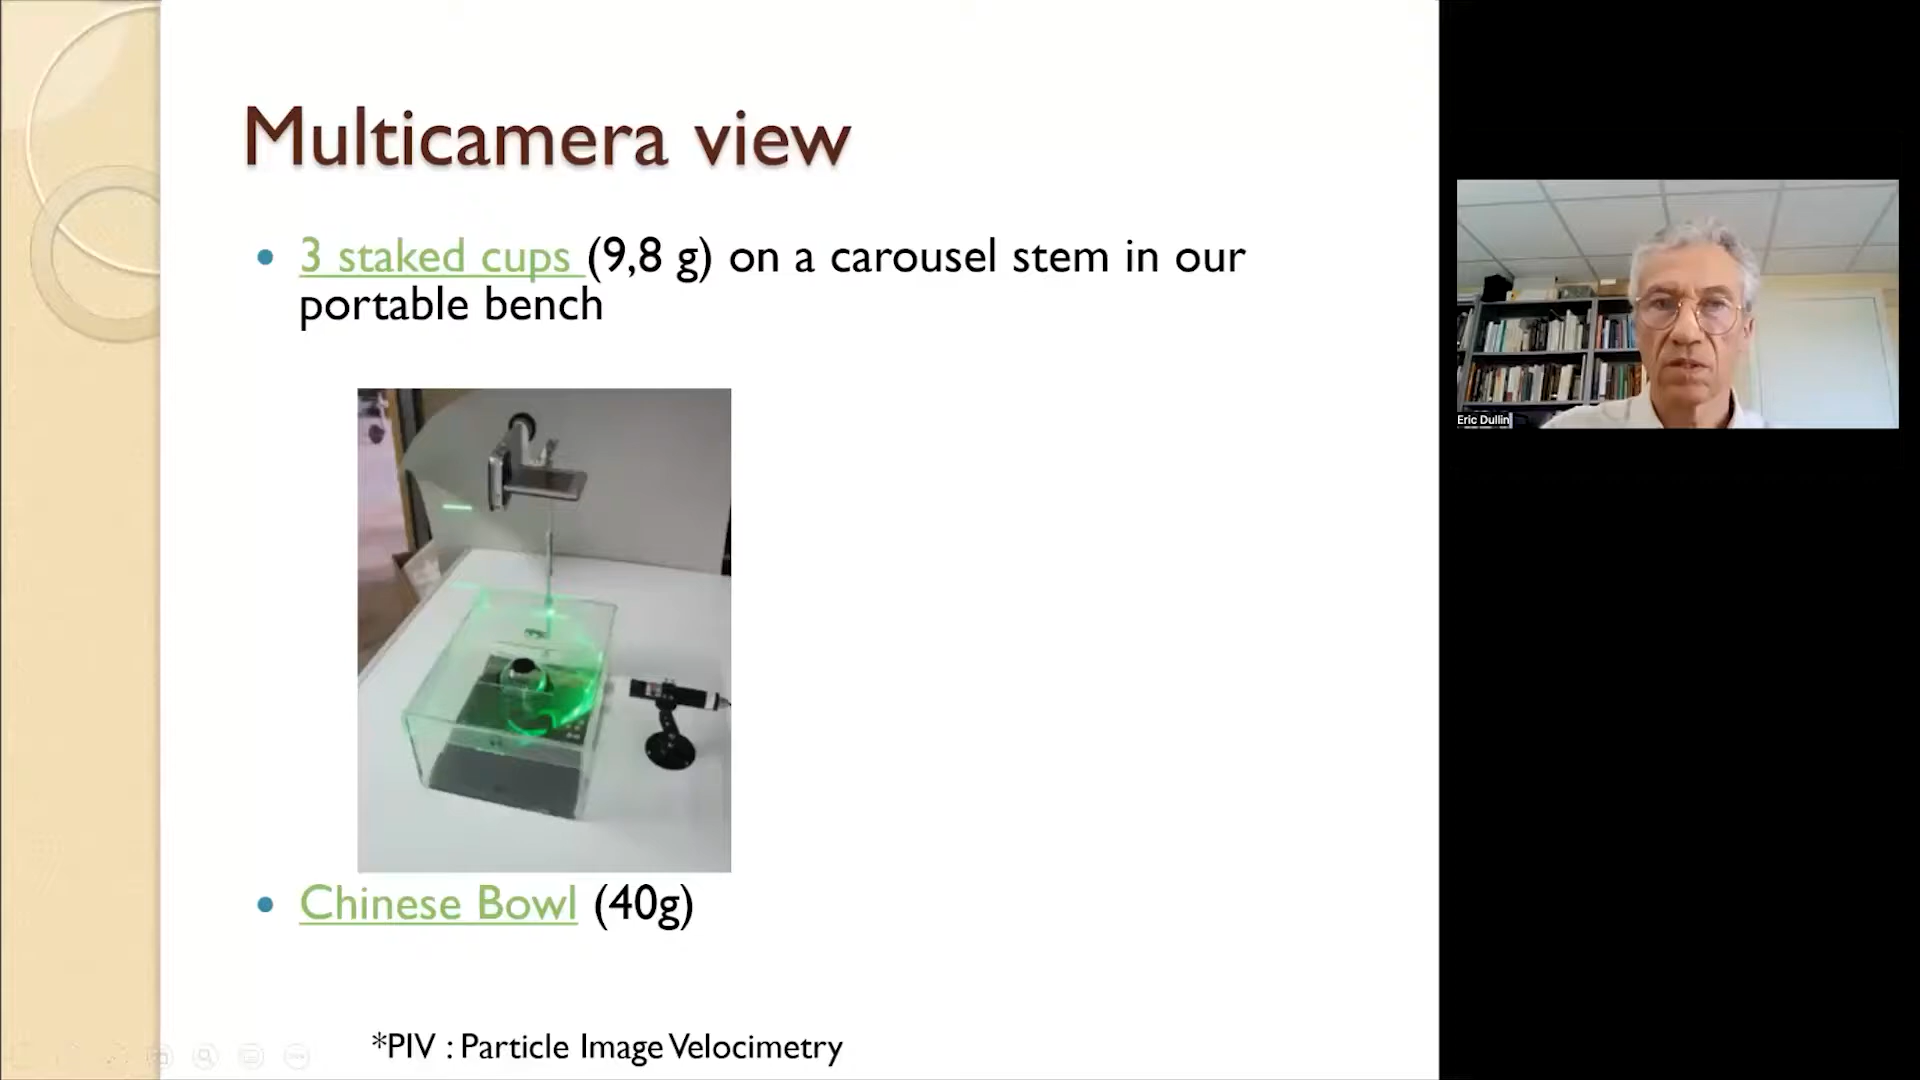 Multicamera view
3 staked cups (9,8 g) on a carousel stem in our
portable bench
Chinese Bowl (40g)
*PIV : Particle Image Velocimetry
Eric Dullin